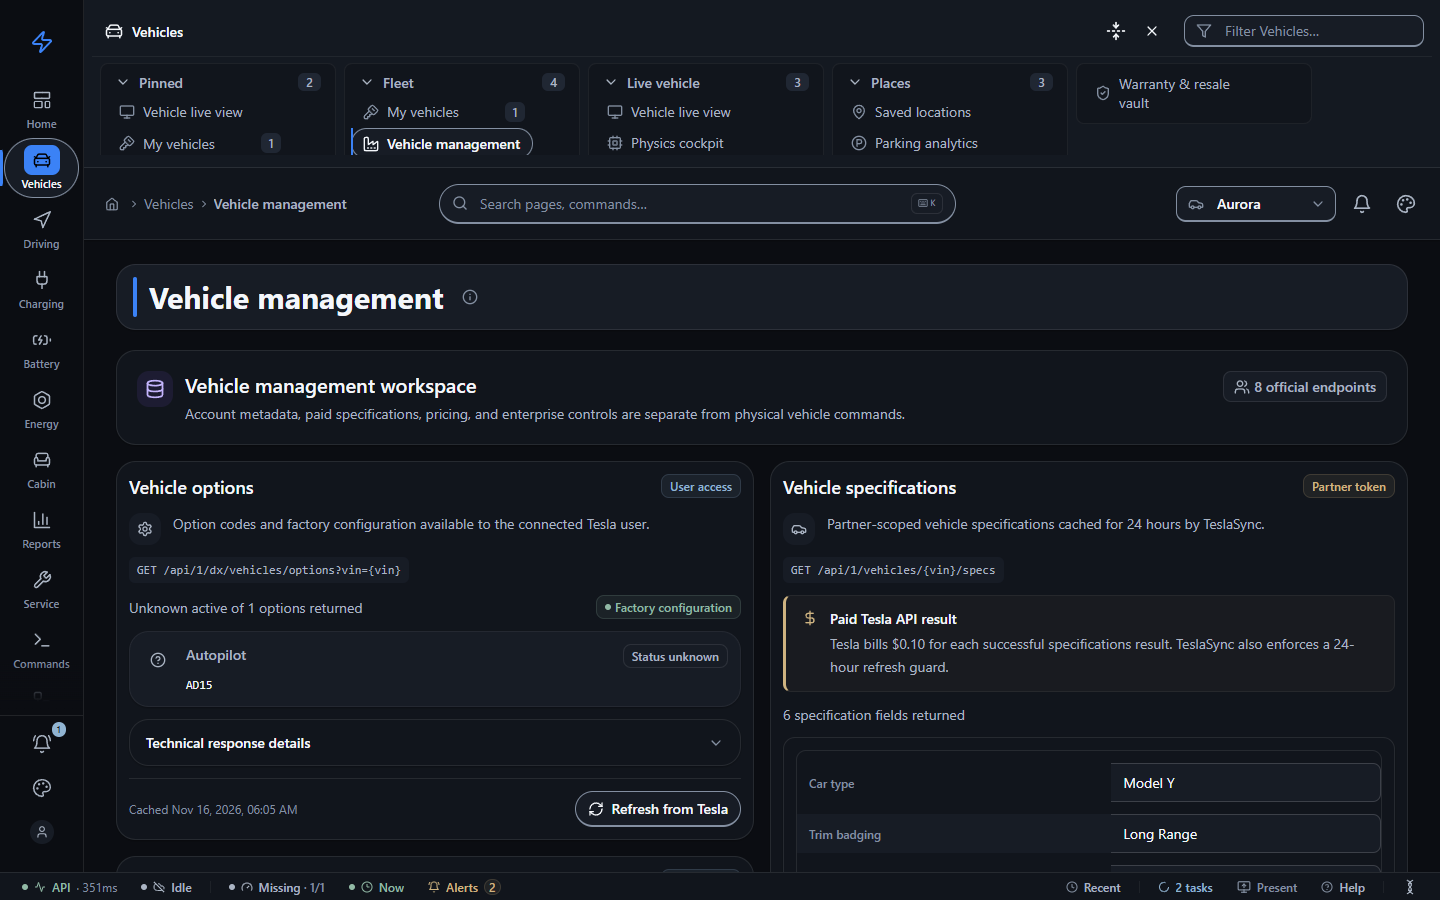 Vehicles
Filter Vehicles...
Pinned 2
Vehicle live view
My vehicles 1
Fleet 4
My vehicles 1
Vehicle management
Live vehicle 3
Vehicle live view
Physics cockpit
Places 3
Saved locations
Parking analytics
Warranty & resale
vault
Home
Vehicles
Driving
Charging
Battery
Energy
Cabin
Reports
Service
Commands
1
Vehicles
Vehicle management
Search pages, commands...
K
Aurora
Vehicle management
Vehicle management workspace
Account metadata, paid specifications, pricing, and enterprise controls are separate from physical vehicle commands.
8 official endpoints
Vehicle options
User access
Option codes and factory configuration available to the connected Tesla user.
GET /api/1/dx/vehicles/options?vin={vin}
Unknown active of 1 options returned
Factory configuration
Autopilot
Status unknown
AD15
Technical response details
Cached Nov 16, 2026, 06:05 AM
Refresh from Tesla
Vehicle specifications
Partner token
Partner-scoped vehicle specifications cached for 24 hours by TeslaSync.
GET /api/1/vehicles/{vin}/specs
Paid Tesla API result
Tesla bills $0.10 for each successful specifications result. TeslaSync also enforces a 24-
hour refresh guard.
6 specification fields returned
Car type Model Y
Trim badging Long Range
API · 351ms
Idle
Missing · 1/1
Now
Alerts 2
Recent
2 tasks
Present
Help